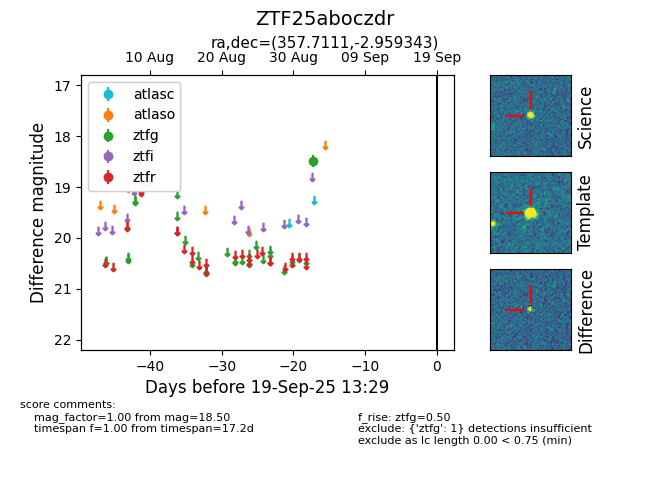 ZTF25aboczdr
ra,dec=(357.7111,-2.959343)
10 Aug
20 Aug
30 Aug
09 Sep
19 Sep
17
18
19
20
21
22
Difference magnitude
atlasc
atlaso
ztfg
ztfi
ztfr
−40
−30
−20
−10
0
Days before 19-Sep-25 13:29
Science
Template
Difference
score comments:
mag_factor=1.00 from mag=18.50
timespan f=1.00 from timespan=17.2d
f_rise: ztfg=0.50
exclude: {'ztfg': 1} detections insufficient
exclude as lc length 0.00 < 0.75 (min)